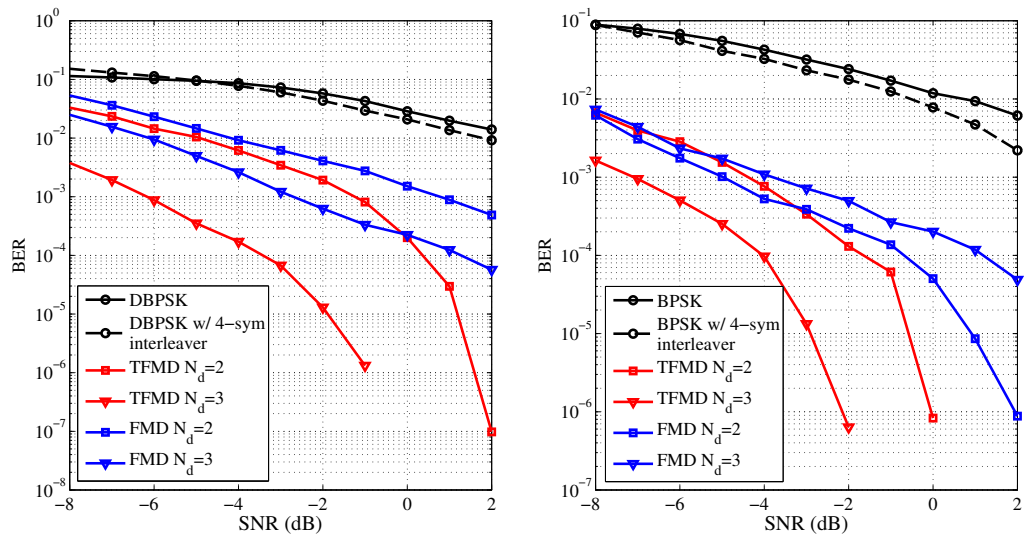 10^0
10^-1
10^-2
10^-3
10^-4
10^-5
10^-6
10^-7
10^-8
BER
−8
−6
−4
−2
0
2
SNR (dB)
DBPSK
DBPSK w/ 4−sym
interleaver
TFMD N_d=2
TFMD N_d=3
FMD N_d=2
FMD N_d=3
10^-1
10^-2
10^-3
10^-4
10^-5
10^-6
10^-7
BER
−8
−6
−4
−2
0
2
SNR (dB)
BPSK
BPSK w/ 4−sym
interleaver
TFMD N_d=2
TFMD N_d=3
FMD N_d=2
FMD N_d=3